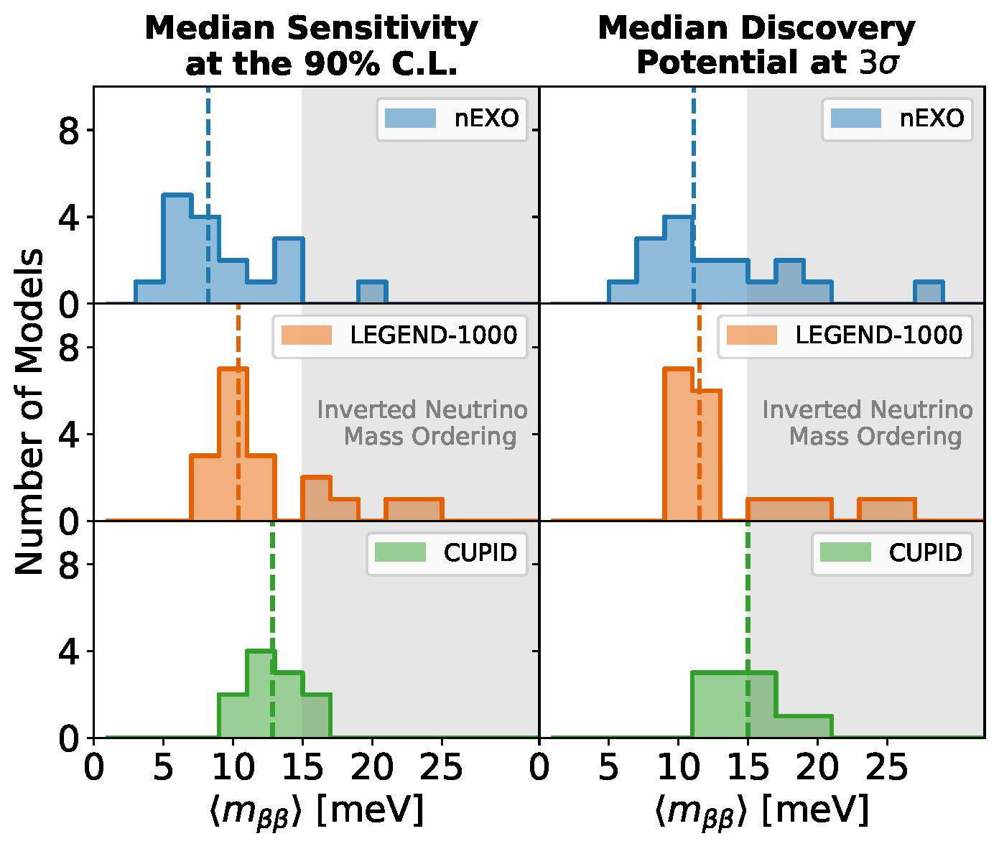 Median Sensitivity
at the 90% C.L.
Median Discovery
Potential at 3σ
Number of Models
8
4
0
nEXO
nEXO
8
4
0
LEGEND-1000
Inverted Neutrino
Mass Ordering
LEGEND-1000
Inverted Neutrino
Mass Ordering
8
4
0
CUPID
CUPID
0 5 10 15 20 25
0 5 10 15 20 25
⟨mββ⟩ [meV]
⟨mββ⟩ [meV]